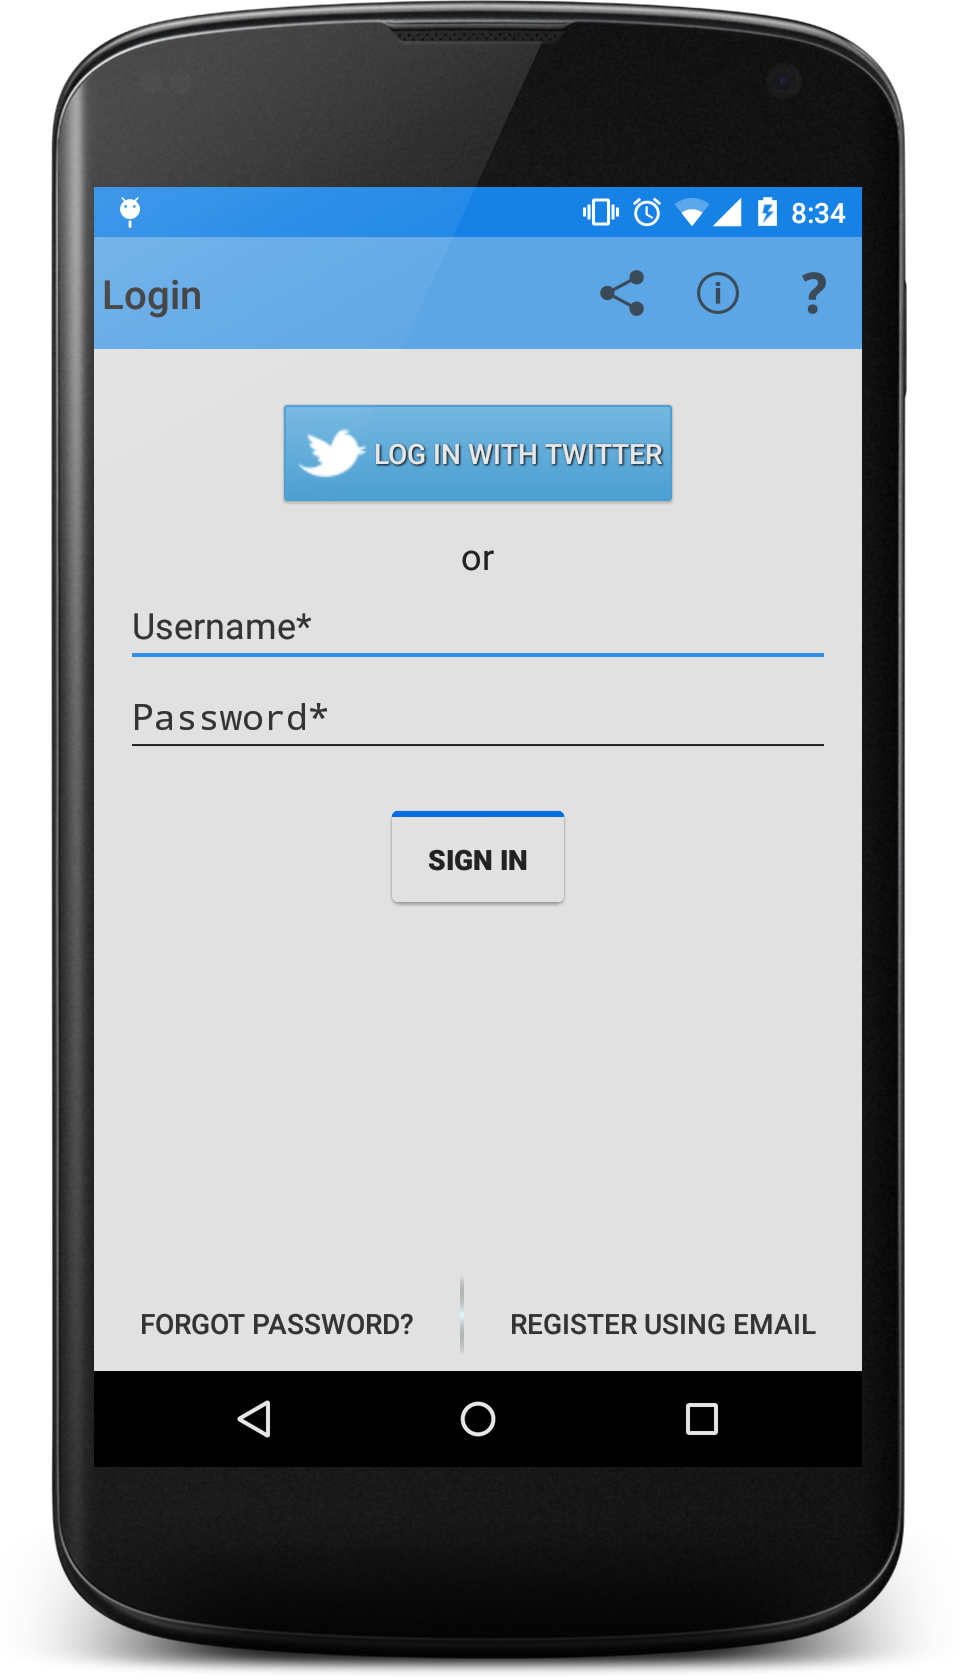 8:34
Login
LOG IN WITH TWITTER
or
Username*
Password*
SIGN IN
FORGOT PASSWORD? REGISTER USING EMAIL